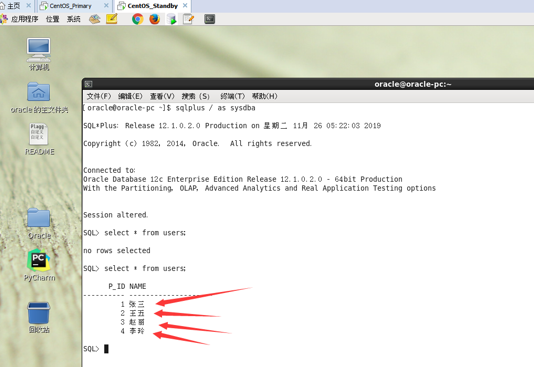 主页 CentOS_Primary CentOS_Standby
应用程序 位置 系统
oracle@oracle-pc:~
文件(F) 编辑(E) 查看(V) 搜索 (S) 终端(T) 帮助(H)
[oracle@oracle-pc ~]$ sqlplus / as sysdba
SQL*Plus: Release 12.1.0.2.0 Production on 星期二 11月 26 05:22:03 2019
Copyright (c) 1982, 2014, Oracle. All rights reserved.
Connected to:
Oracle Database 12c Enterprise Edition Release 12.1.0.2.0 - 64bit Production
With the Partitioning, OLAP, Advanced Analytics and Real Application Testing options
Session altered.
SQL> select * from users;
no rows selected
SQL> select * from users;
P_ID NAME
---------- --------------------
1 张三
2 王五
3 赵丽
4 李玲
SQL>
计算机
oracle的主文件夹
README
Oracle
PyCharm
回收站